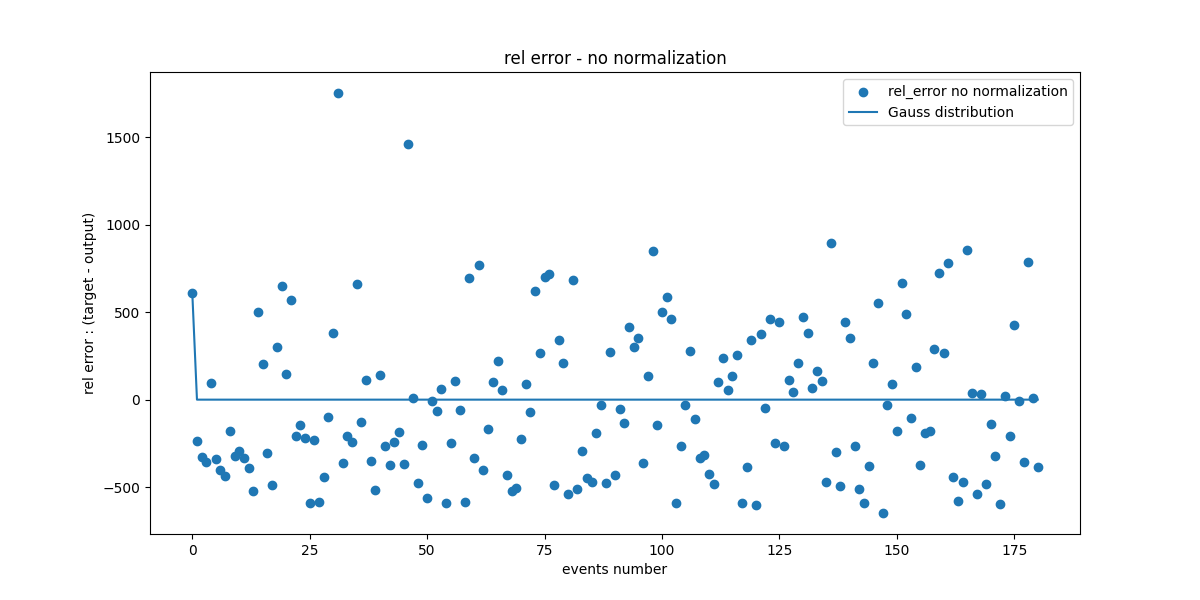 rel error - no normalization
rel_error no normalization
Gauss distribution
rel error : (target - output)
1500
1000
500
0
−500
0
25
50
75
100
125
150
175
events number